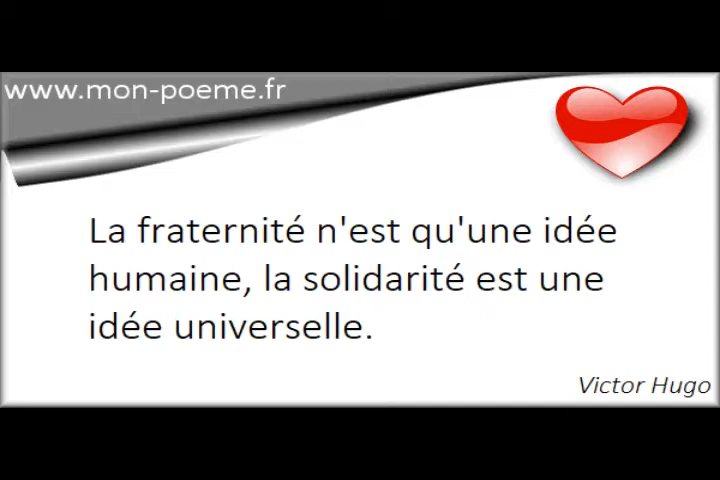 www.mon-poeme.fr
La fraternité n'est qu'une idée
humaine, la solidarité est une
idée universelle.
Victor Hugo